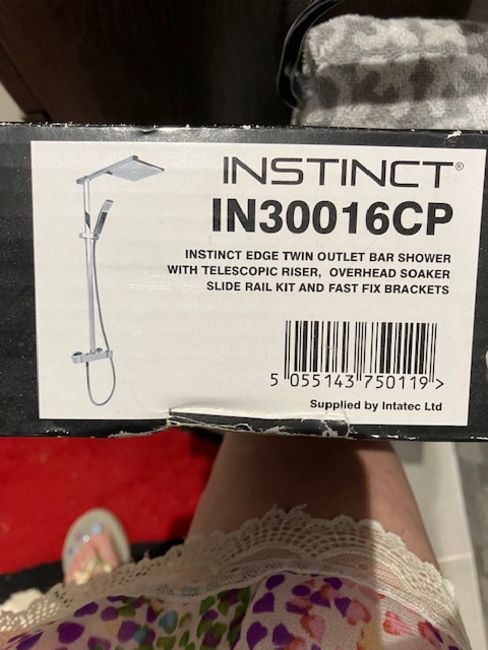 INSTINCT®
IN30016CP
INSTINCT EDGE TWIN OUTLET BAR SHOWER
WITH TELESCOPIC RISER, OVERHEAD SOAKER
SLIDE RAIL KIT AND FAST FIX BRACKETS
5 055143 750119 >
Supplied by Intatec Ltd